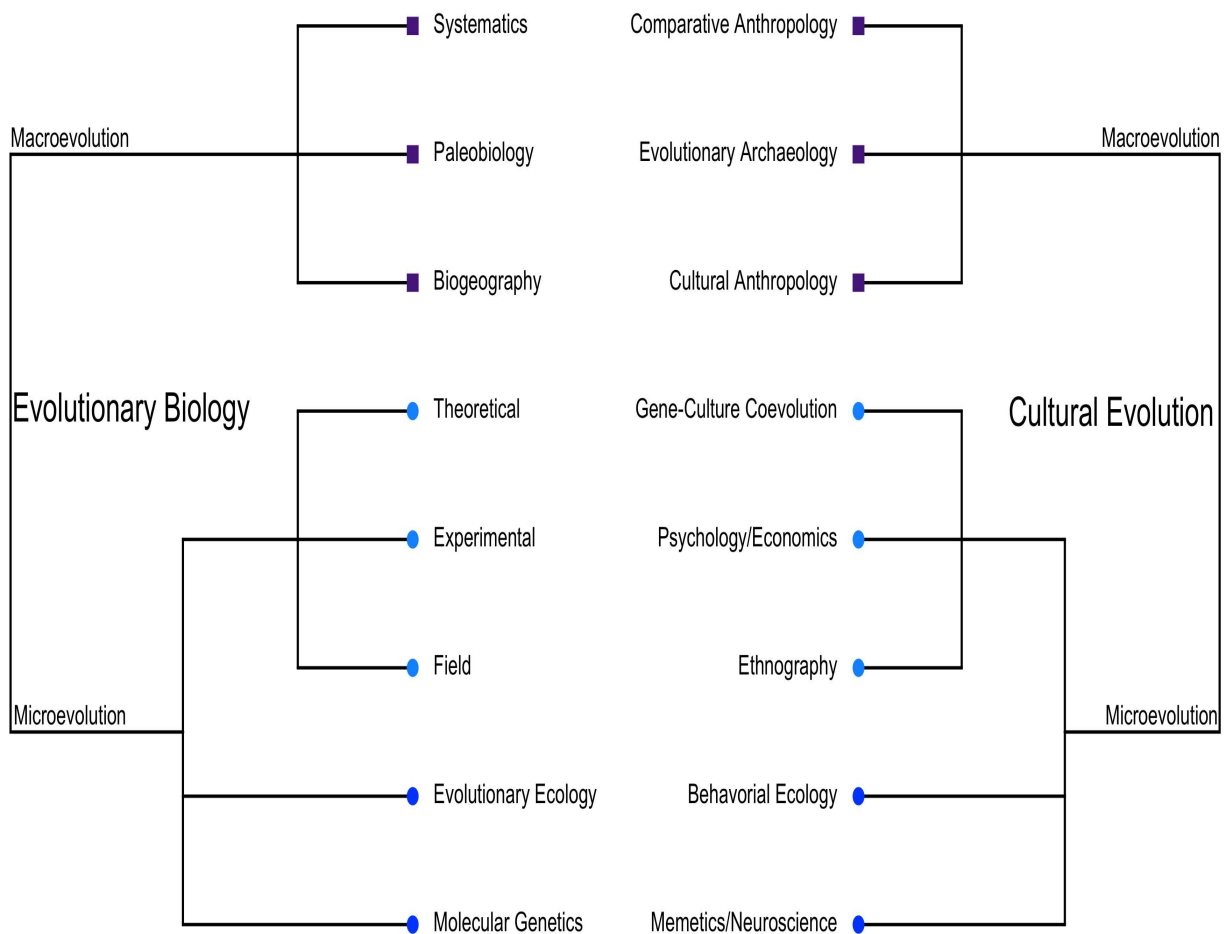 Systematics
Comparative Anthropology
Macroevolution
Macroevolution
Paleobiology
Evolutionary Archaeology
Biogeography
Cultural Anthropology
Evolutionary Biology
Theoretical
Gene-Culture Coevolution
Cultural Evolution
Experimental
Psychology/Economics
Field
Ethnography
Microevolution
Microevolution
Evolutionary Ecology
Behavorial Ecology
Molecular Genetics
Memetics/Neuroscience